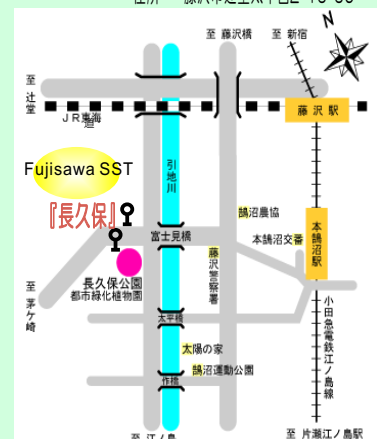 至 藤沢橋
至 新宿
N
至 辻堂
JR東海道
藤沢駅
引地川
Fujisawa SST
『長久保』
鵠沼農協
富士見橋
本鵠沼交番
本鵠沼駅
藤沢警察署
長久保公園
都市緑化植物園
至 茅ヶ崎
太平橋
小田急電鉄江ノ島線
太陽の家
鵠沼運動公園
作橋
至 江ノ島
至 片瀬江ノ島駅